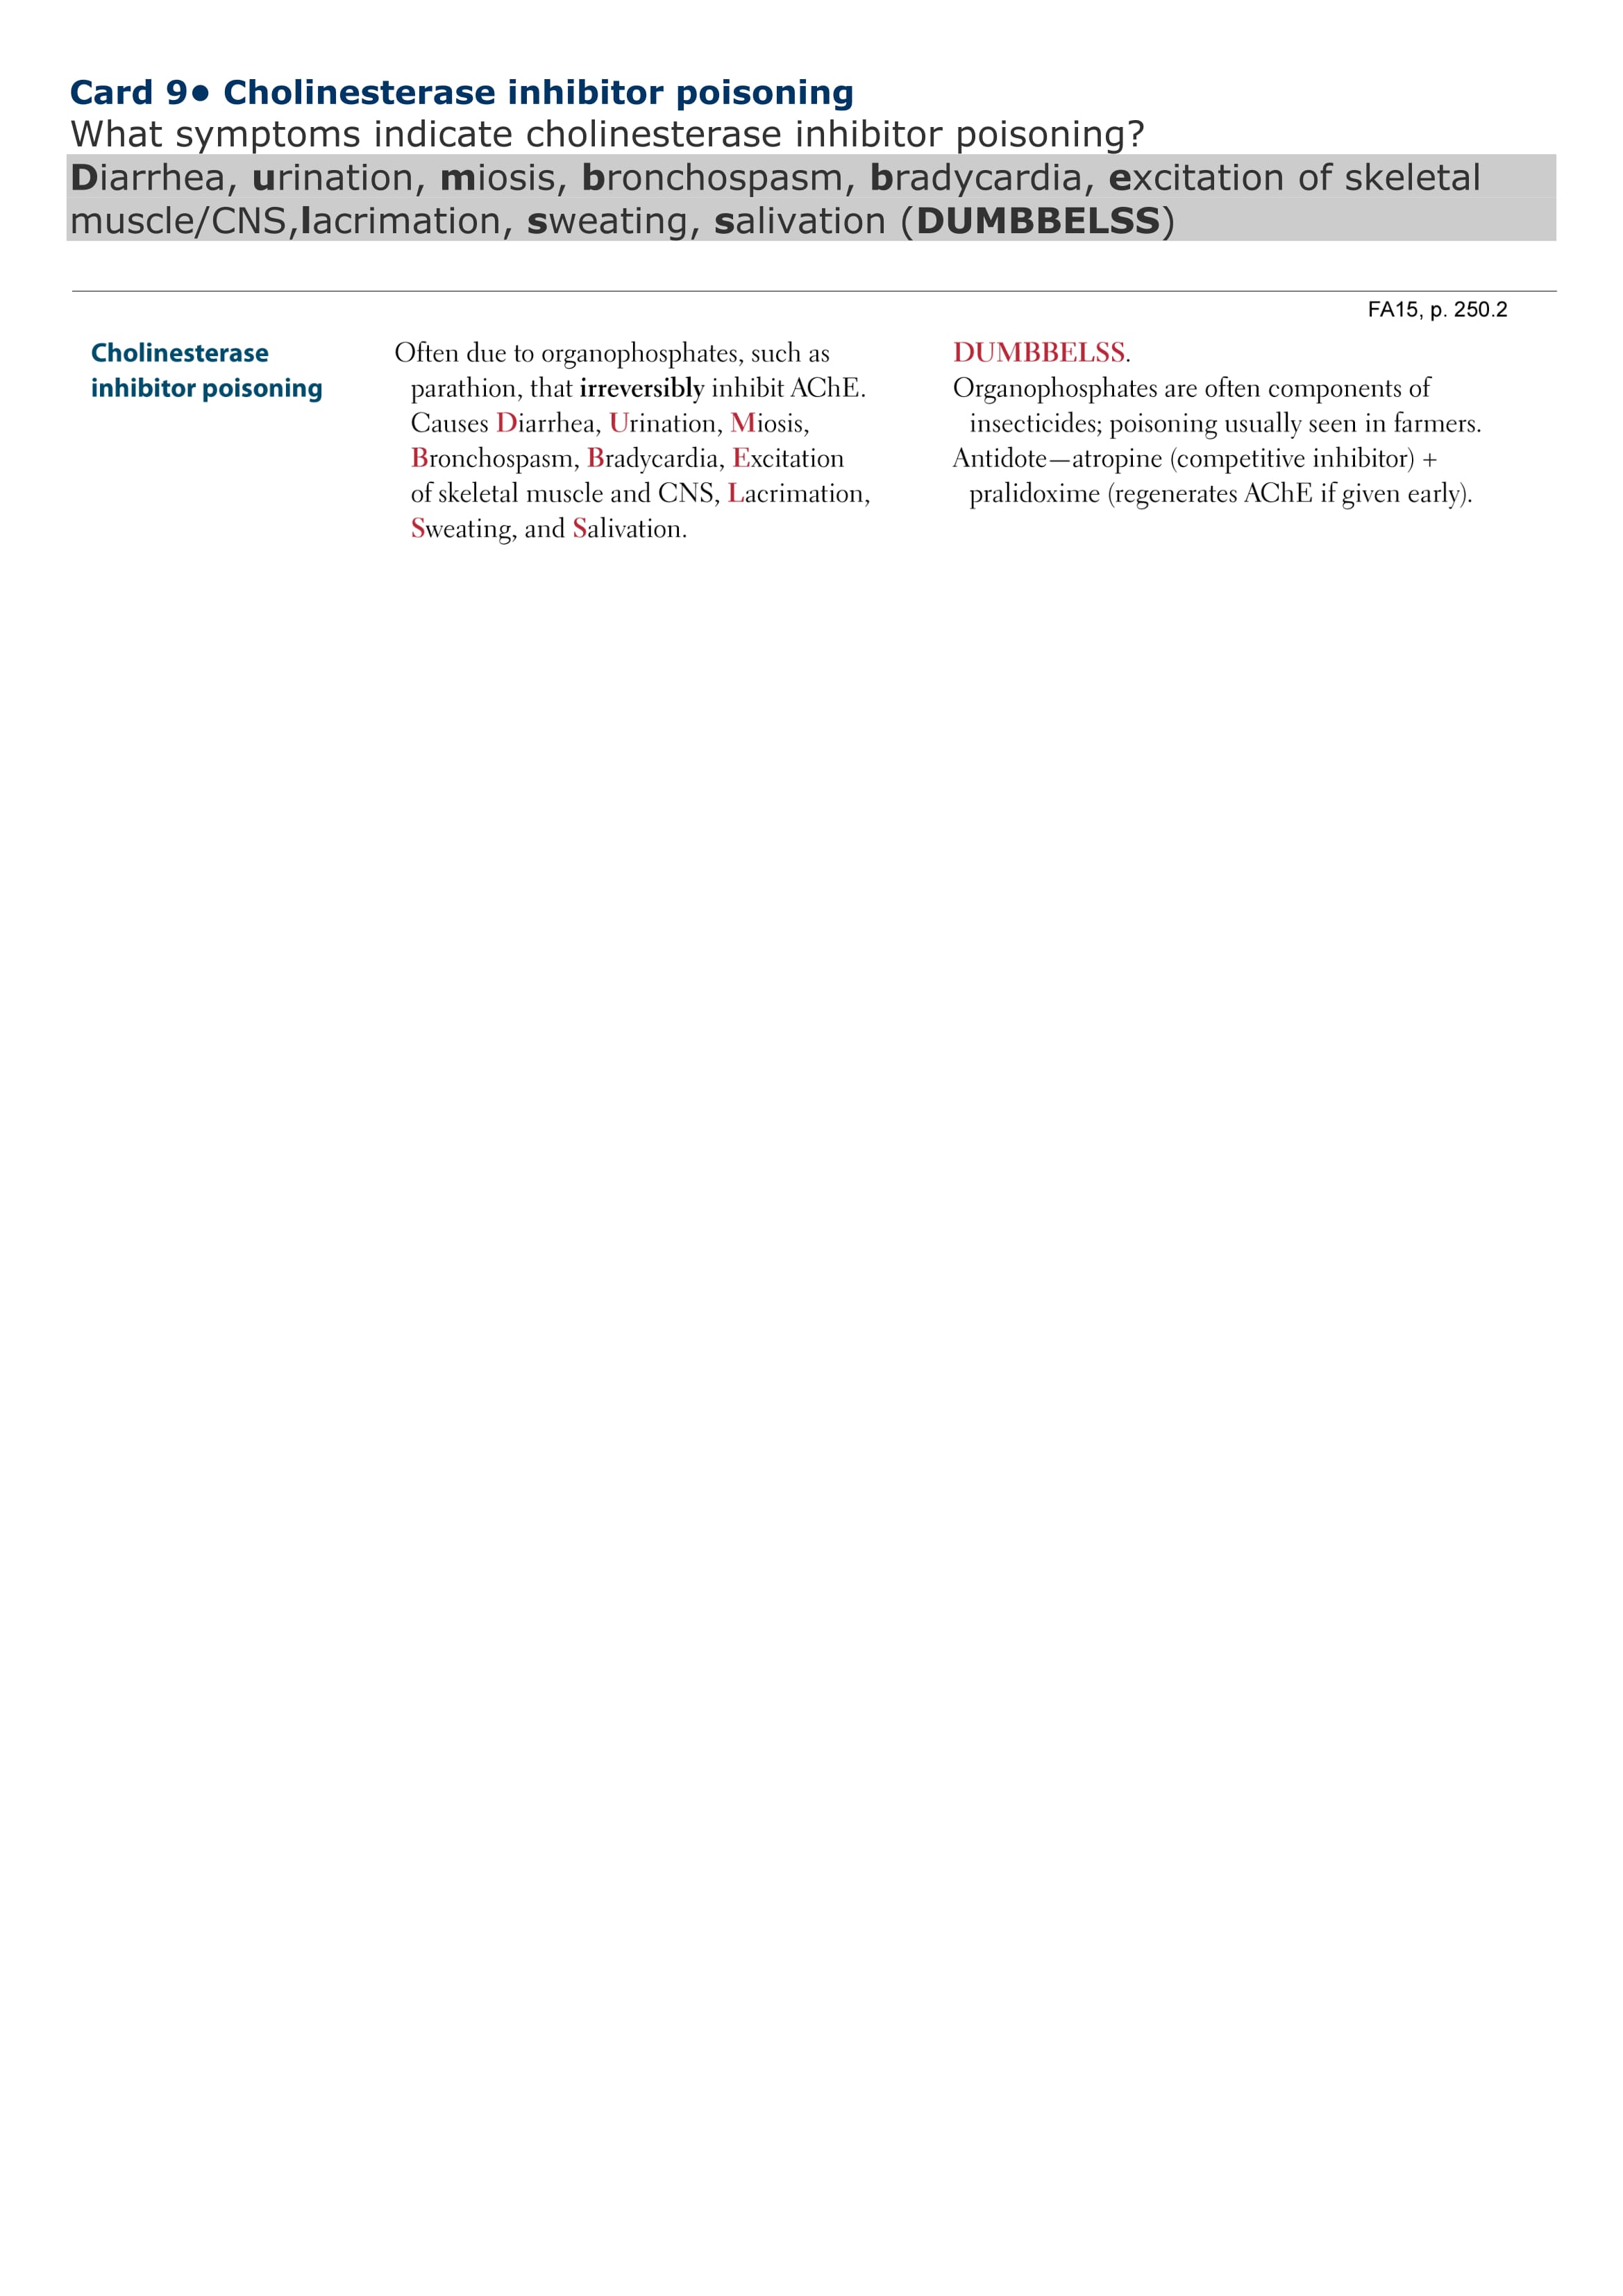 Card 9• Cholinesterase inhibitor poisoning
What symptoms indicate cholinesterase inhibitor poisoning?
Diarrhea, urination, miosis, bronchospasm, bradycardia, excitation of skeletal
muscle/CNS,lacrimation, sweating, salivation (DUMBBELSS)
FA15, p. 250.2
Cholinesterase
inhibitor poisoning
Often due to organophosphates, such as
parathion, that irreversibly inhibit AChE.
Causes Diarrhea, Urination, Miosis,
Bronchospasm, Bradycardia, Excitation
of skeletal muscle and CNS, Lacrimation,
Sweating, and Salivation.
DUMBBELSS.
Organophosphates are often components of
insecticides; poisoning usually seen in farmers.
Antidote—atropine (competitive inhibitor) +
pralidoxime (regenerates AChE if given early).